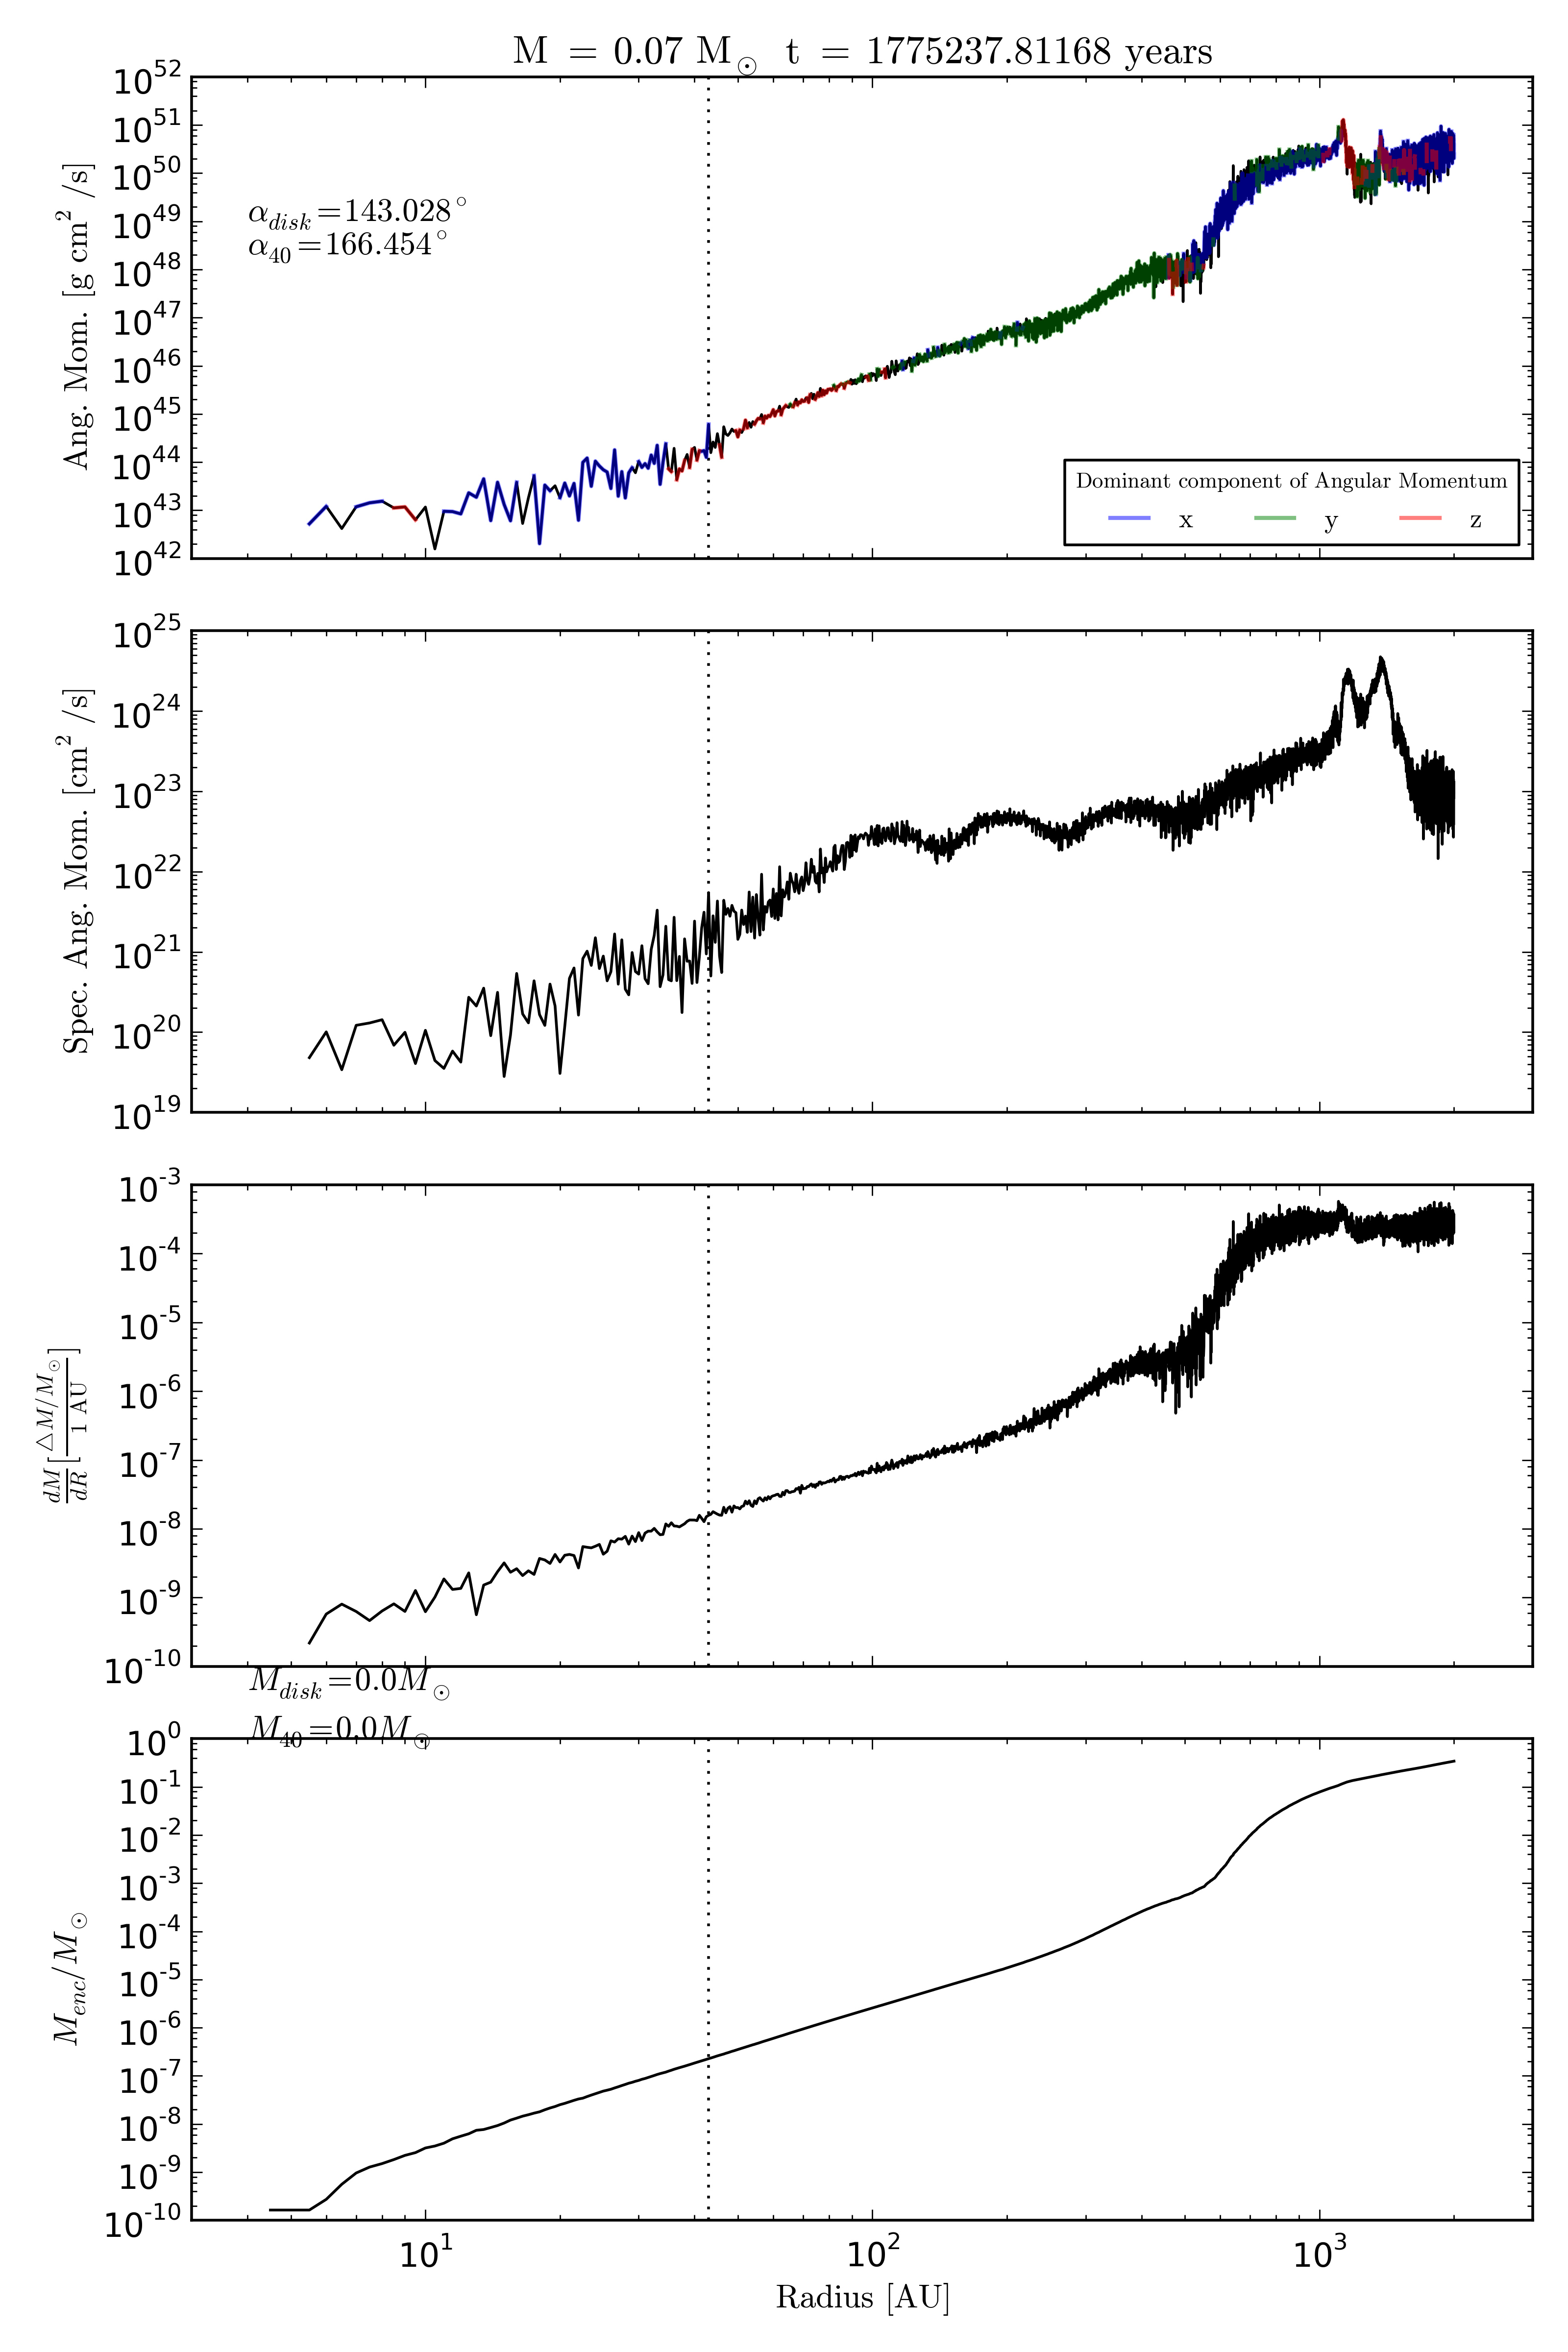 M = 0.07 M⊙ t = 1775237.81168 years
10^52
10^51
10^50
10^49
10^48
10^47
10^46
10^45
10^44
10^43
10^42
Ang. Mom. [g cm^2 /s]
α_disk=143.028°
α_40=166.454°
Dominant component of Angular Momentum
x y z
10^25
10^24
10^23
10^22
10^21
10^20
10^19
Spec. Ang. Mom. [cm^2 /s]
10^-3
10^-4
10^-5
10^-6
10^-7
10^-8
10^-9
10^-10
dM/dR [△M/M⊙ / 1 AU]
M_disk=0.0M⊙
M_40=0.0M⊙
10^0
10^-1
10^-2
10^-3
10^-4
10^-5
10^-6
10^-7
10^-8
10^-9
10^-10
M_enc/M⊙
10^1 10^2 10^3
Radius [AU]